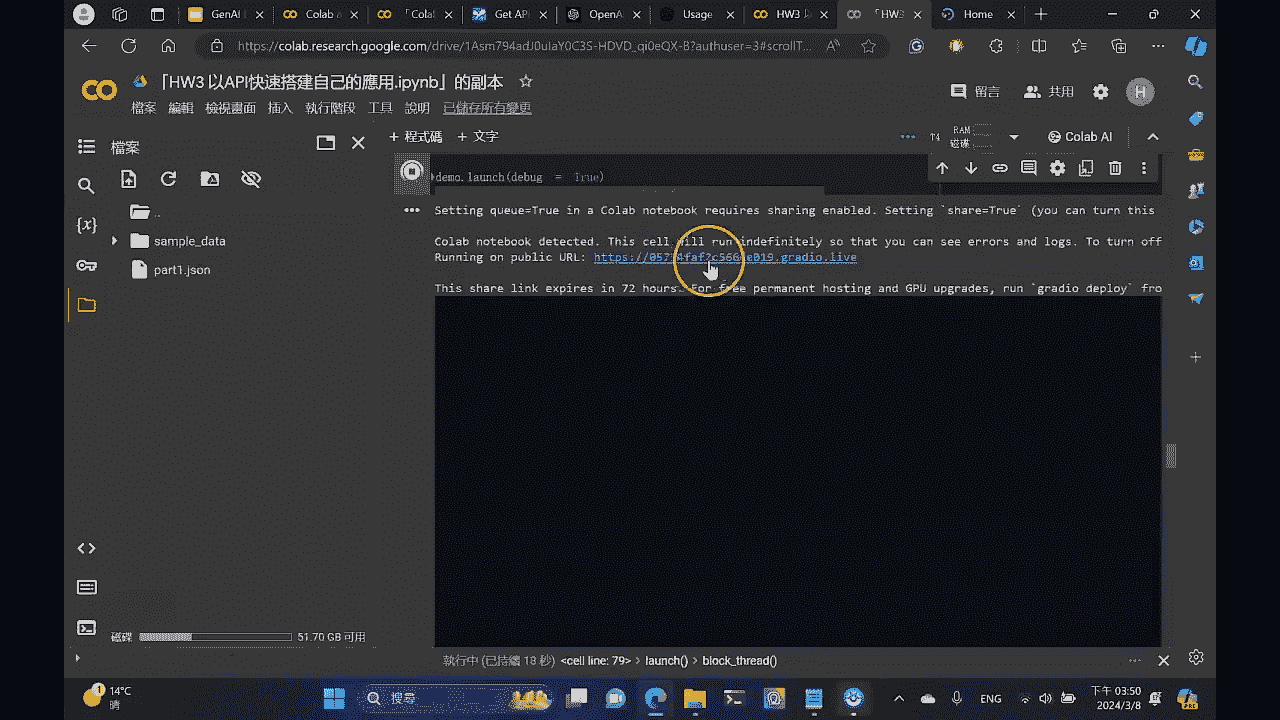 GenAI
Colab a
「Colal
Get API
OpenA
Usage
HW3 以
「HW3
Home
https://colab.research.google.com/drive/1Asm794adJ0uIaY0C3S-HDVD_qi0eQX-B?authuser=3#scrollT...
「HW3 以API快速搭建自己的應用.ipynb」的副本
檔案 編輯 檢視畫面 插入 執行階段 工具 說明 已儲存所有變更
留言 共用 H
檔案
+ 程式碼 + 文字
T4 RAM 磁碟 Colab AI
..
sample_data
part1.json
demo.launch(debug = True)
Setting queue=True in a Colab notebook requires sharing enabled. Setting `share=True` (you can turn this
Colab notebook detected. This cell will run indefinitely so that you can see errors and logs. To turn off
Running on public URL: gradio.live
This share link expires in 72 hours. For free permanent hosting and GPU upgrades, run `gradio deploy` fro
磁碟 51.70 GB 可用
執行中 (已持續 18 秒) <cell line: 79> > launch() > block_thread()
14°C
晴
搜尋
ENG
下午 03:50
2024/3/8